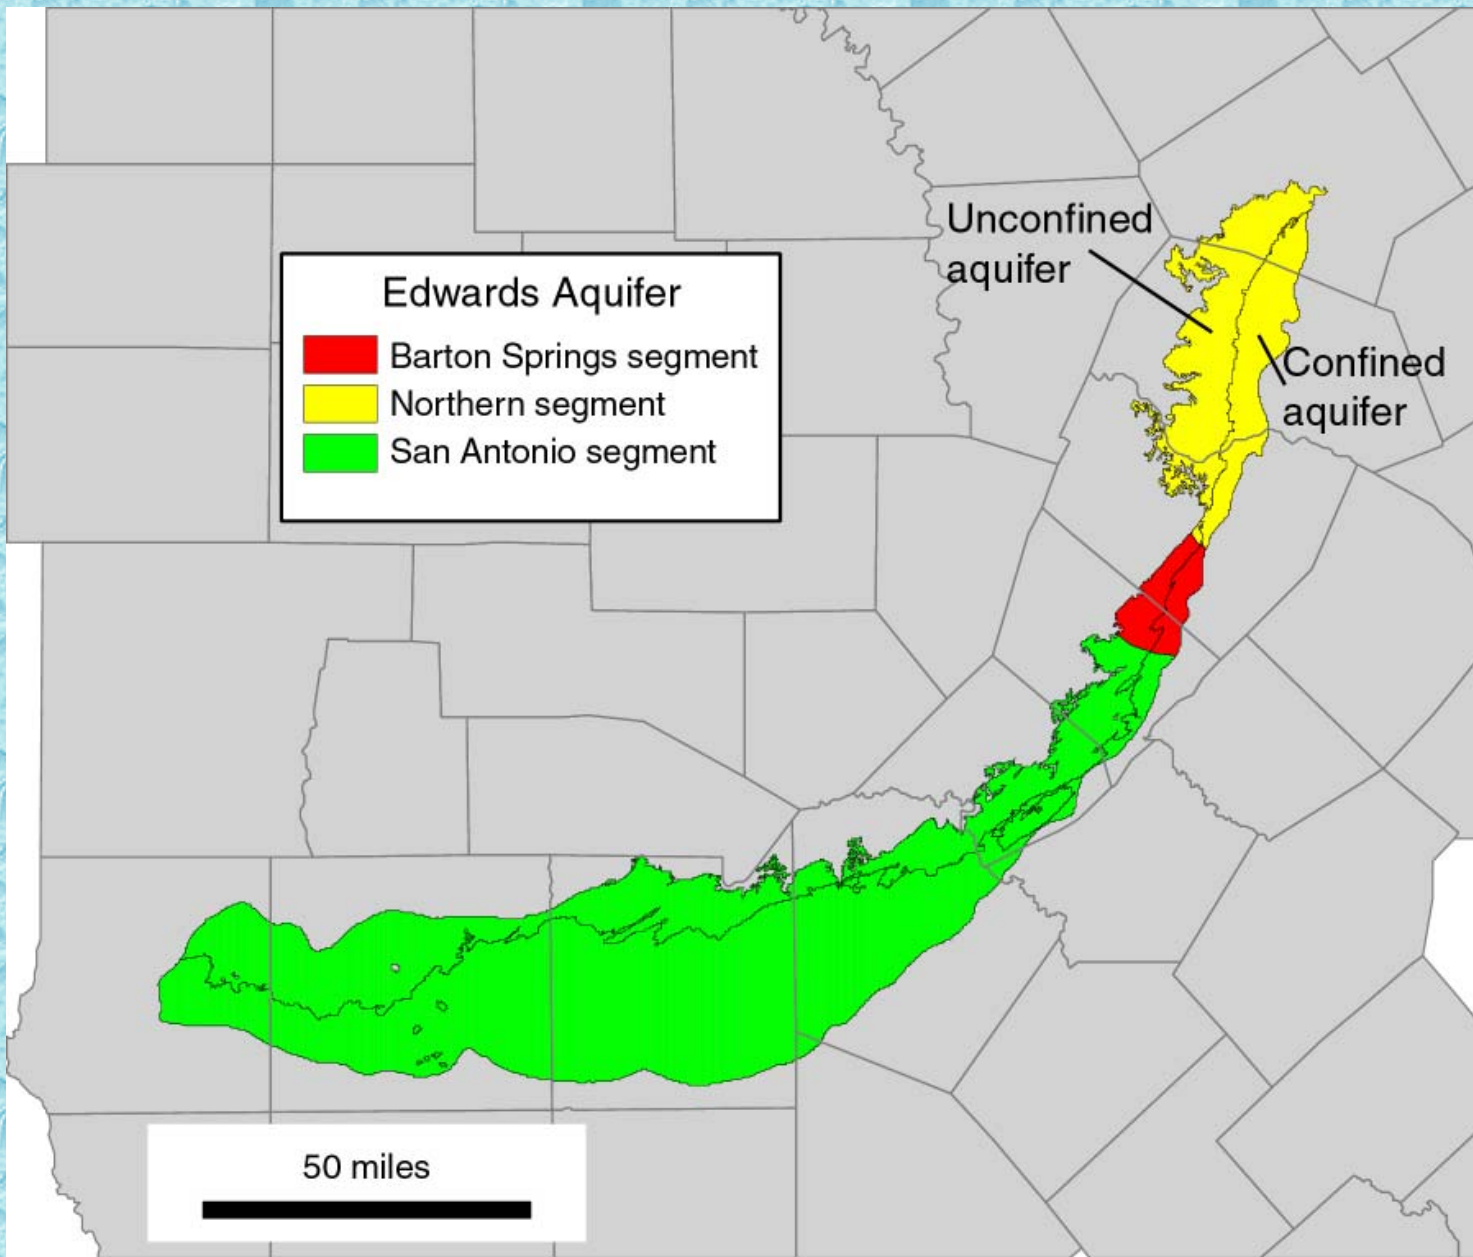 Unconfined
aquifer
Edwards Aquifer
Barton Springs segment
Northern segment
San Antonio segment
Confined
aquifer
50 miles